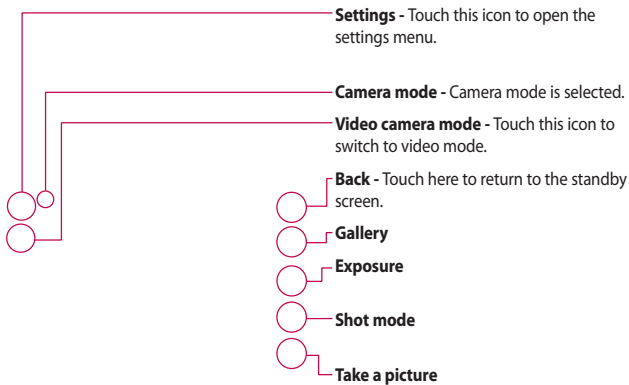 Settings - Touch this icon to open the
settings menu.
Camera mode - Camera mode is selected.
Video camera mode - Touch this icon to
switch to video mode.
Back - Touch here to return to the standby
screen.
Gallery
Exposure
Shot mode
Take a picture